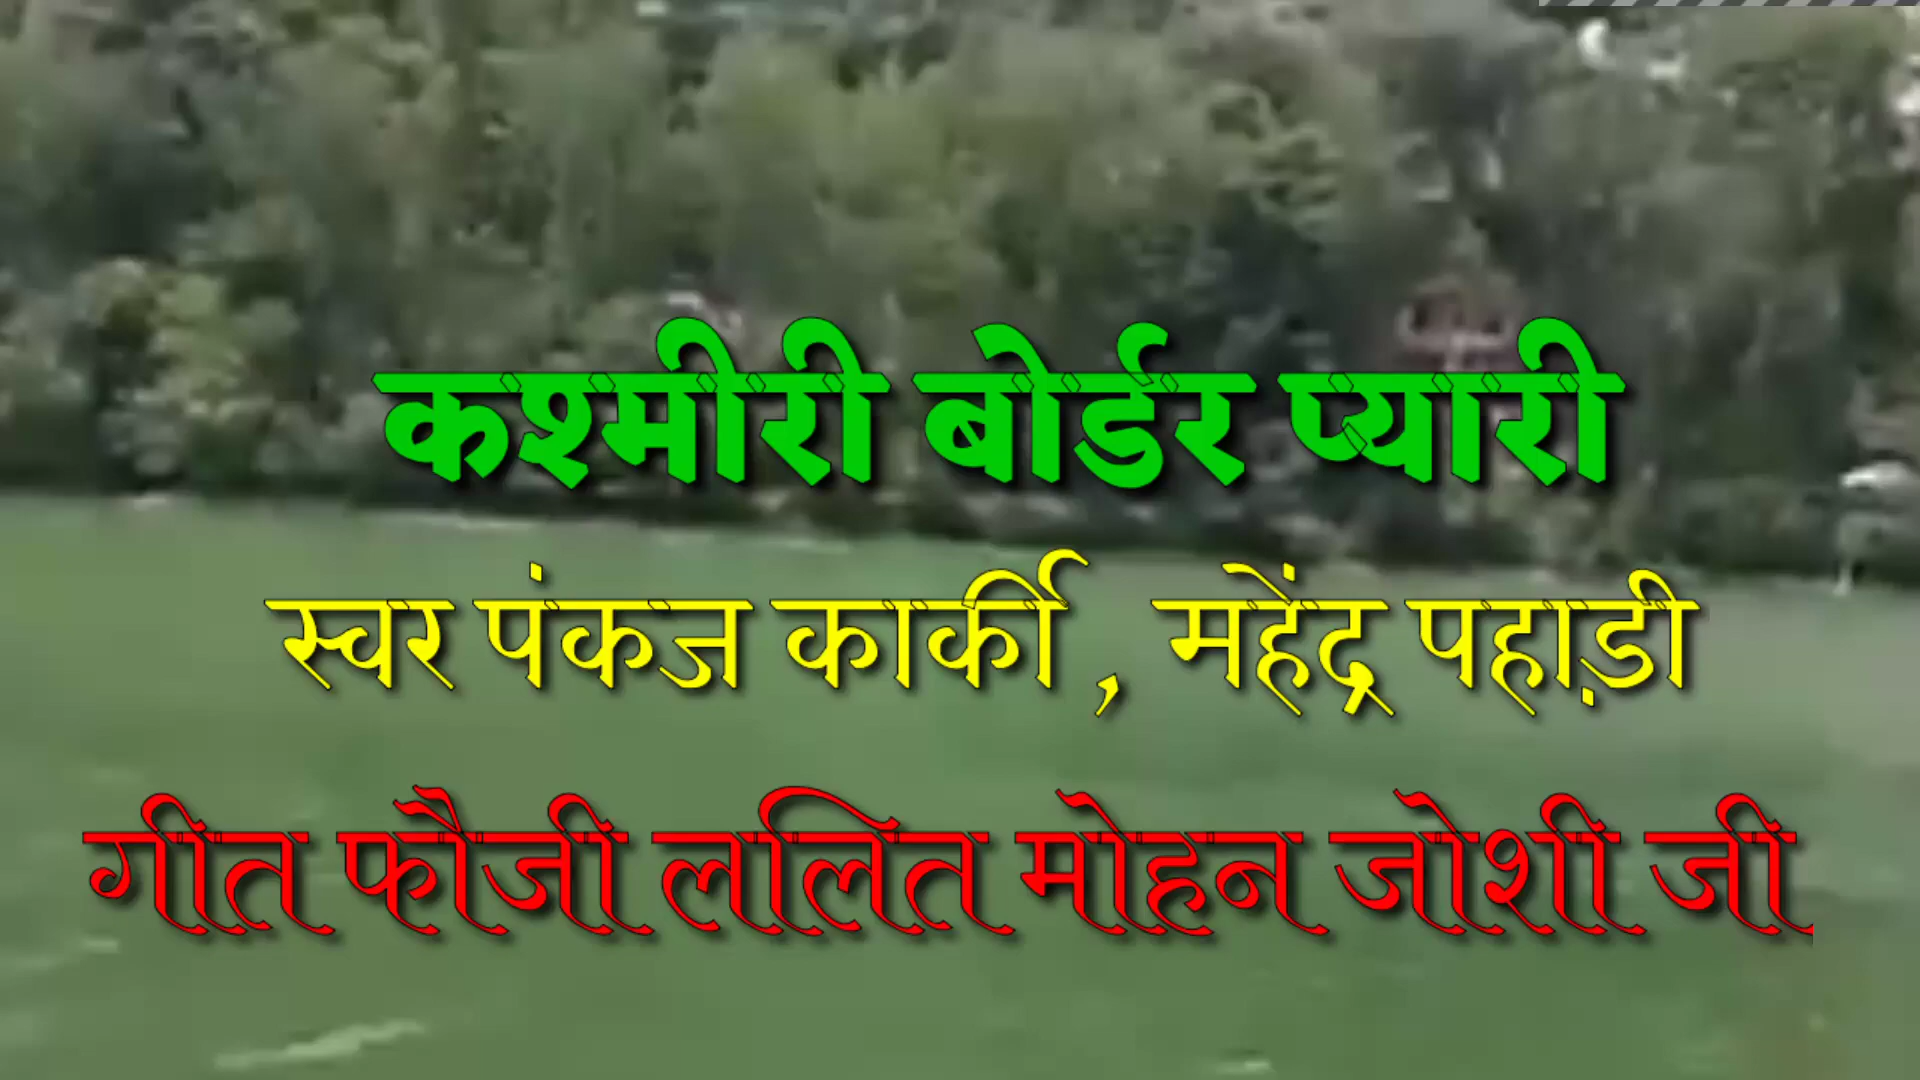 कश्मीरी बोर्डर प्यारी
स्वर पंकज कार्की , महेंद्र पहाड़ी
गीत फौजी ललित मोहन जोशी जी